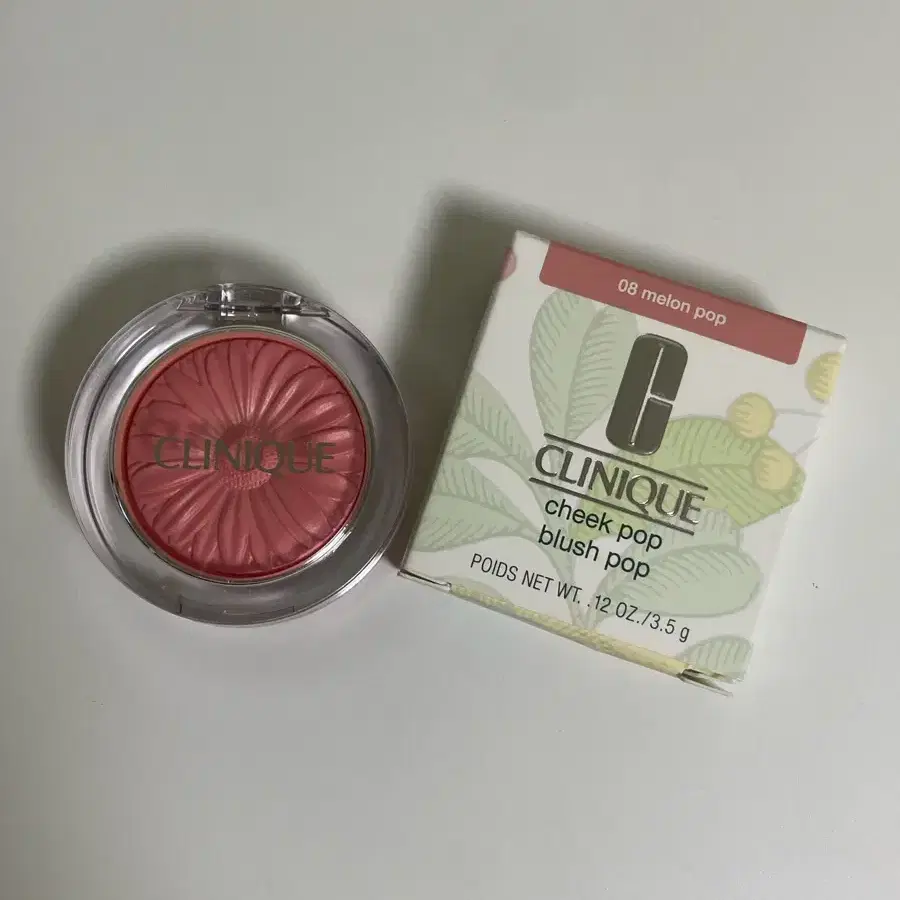 CLINIQUE
08 melon pop
CLINIQUE
cheek pop
blush pop
POIDS NET WT. .12 OZ./3.5 g